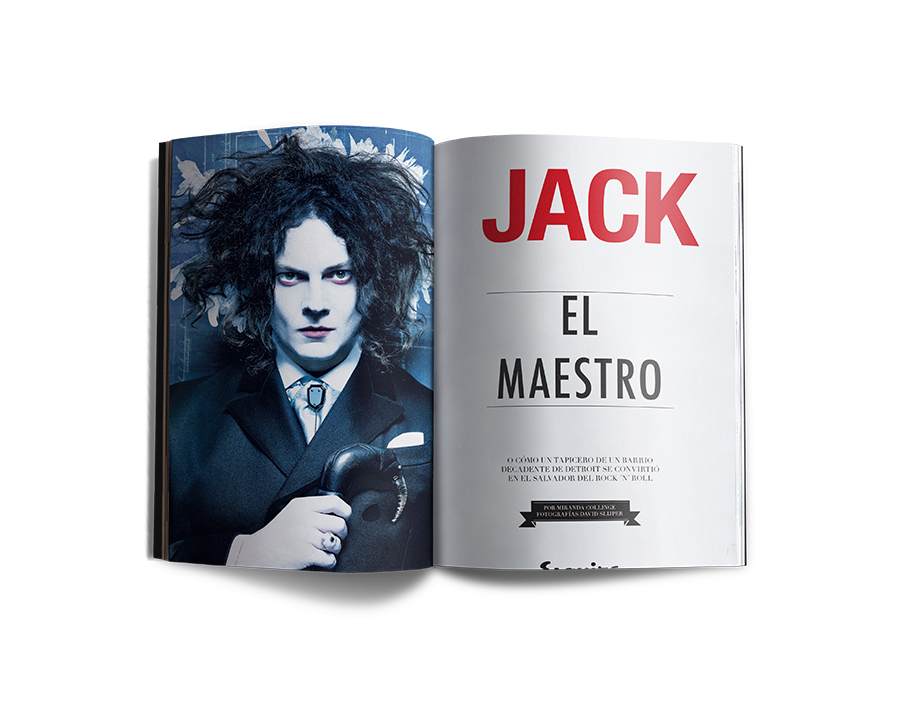 JACK
EL
MAESTRO
O CÓMO UN TAPICERO DE UN BARRIO
DECADENTE DE DETROIT SE CONVIRTIÓ
EN EL SALVADOR DEL ROCK 'N' ROLL
POR MIRANDA COLLINGE
FOTOGRAFÍAS DAVID SLIJPER
Esquire